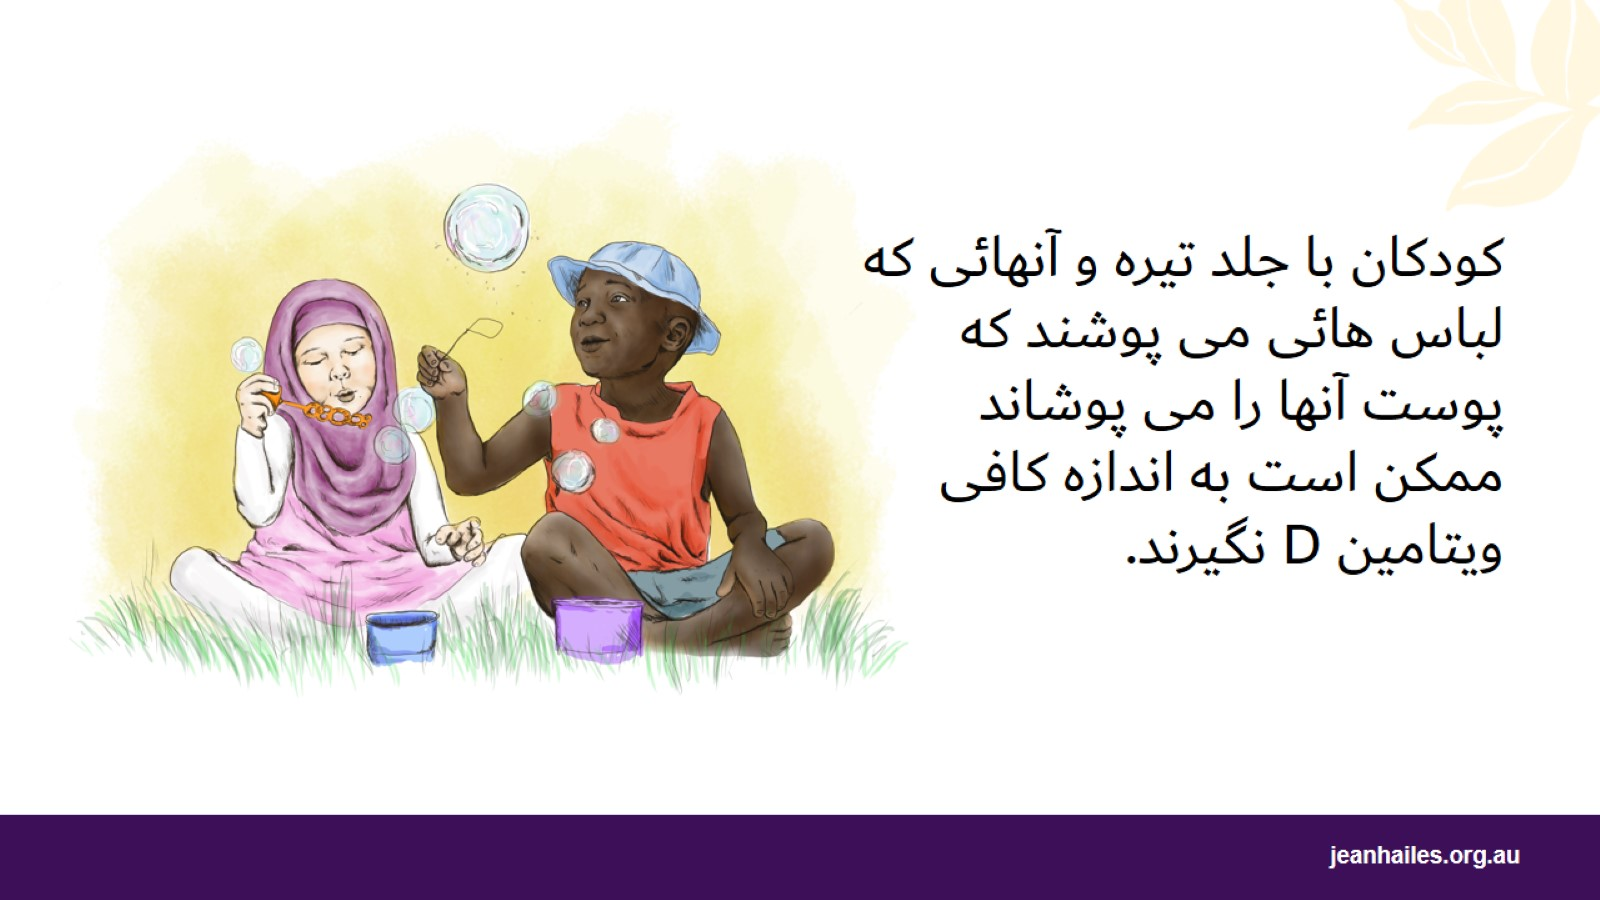 کودکان با جلد تیره و آنهائی که
لباس هائی می پوشند که
پوست آنها را می پوشاند
ممکن است به اندازه کافی
ویتامین D نگیرند.
jeanhailes.org.au